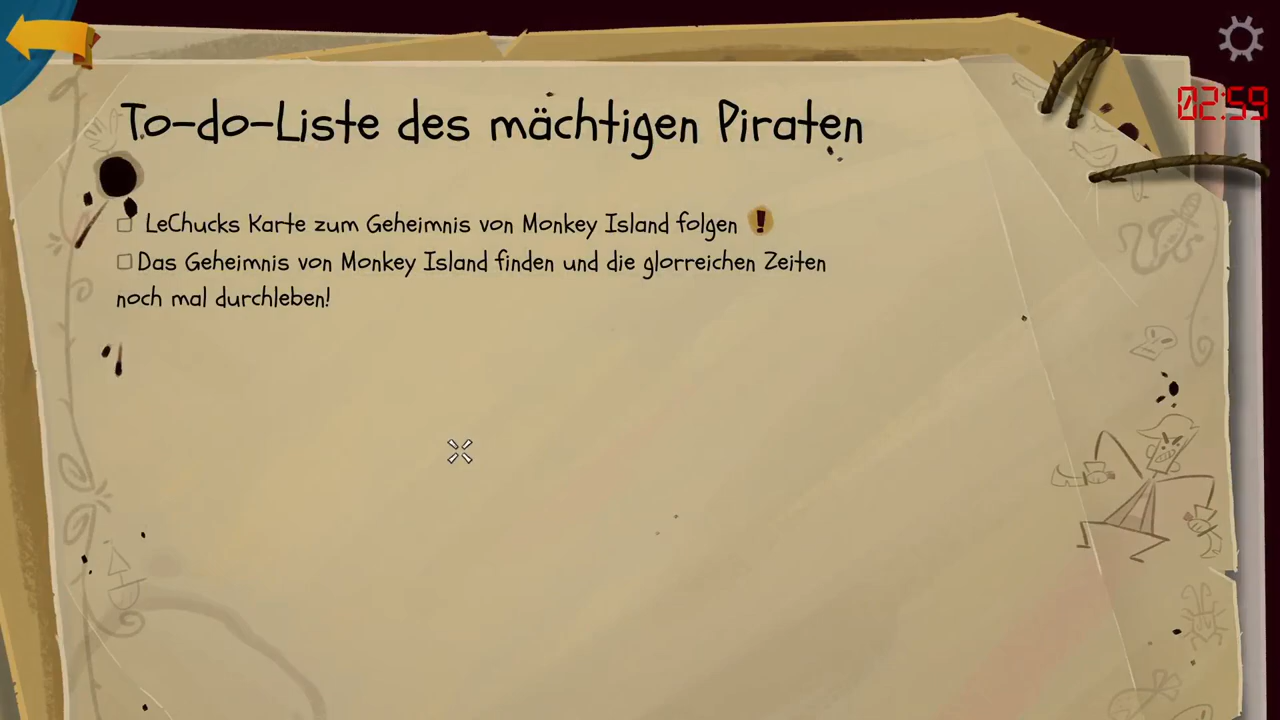 02:59
To-do-Liste des mächtigen Piraten
LeChucks Karte zum Geheimnis von Monkey Island folgen !
Das Geheimnis von Monkey Island finden und die glorreichen Zeiten
noch mal durchleben!